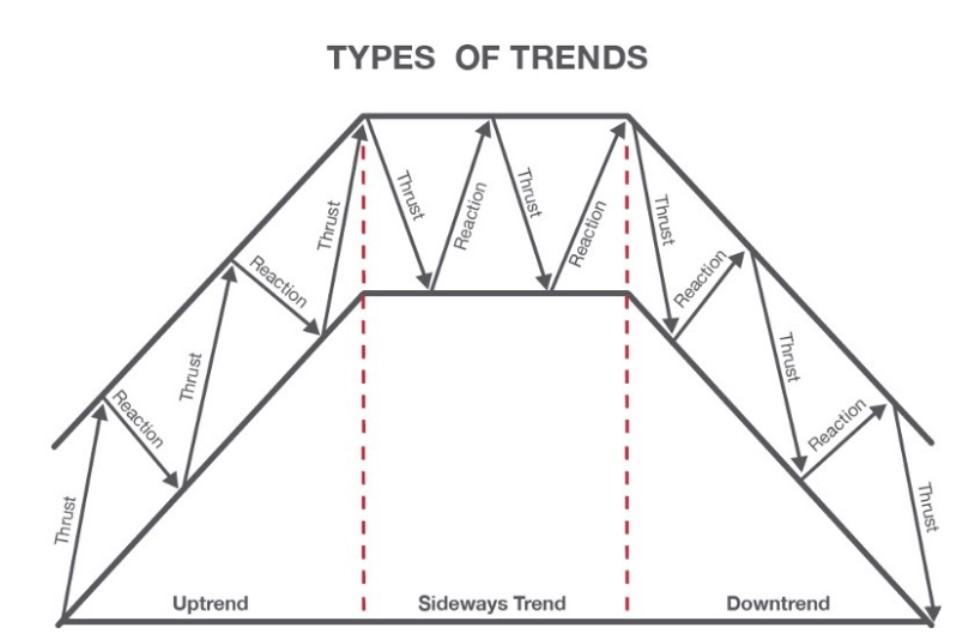 TYPES OF TRENDS
Thrust
Reaction
Thrust
Reaction
Thrust
Thrust
Reaction
Thrust
Reaction
Thrust
Reaction
Thrust
Reaction
Thrust
Uptrend
Sideways Trend
Downtrend